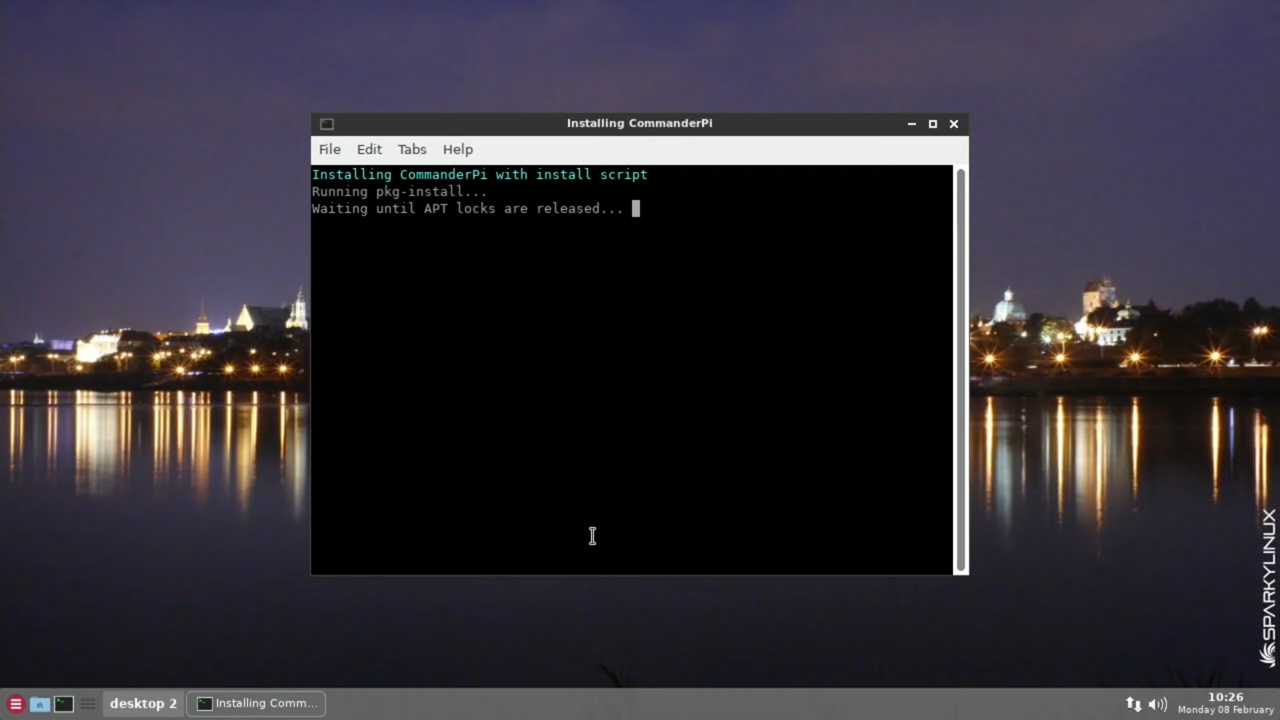 Installing CommanderPi
File Edit Tabs Help
Installing CommanderPi with install script
Running pkg-install...
Waiting until APT locks are released...
SPARKYLINUX
desktop 2
Installing Comm...
10:26
Monday 08 February